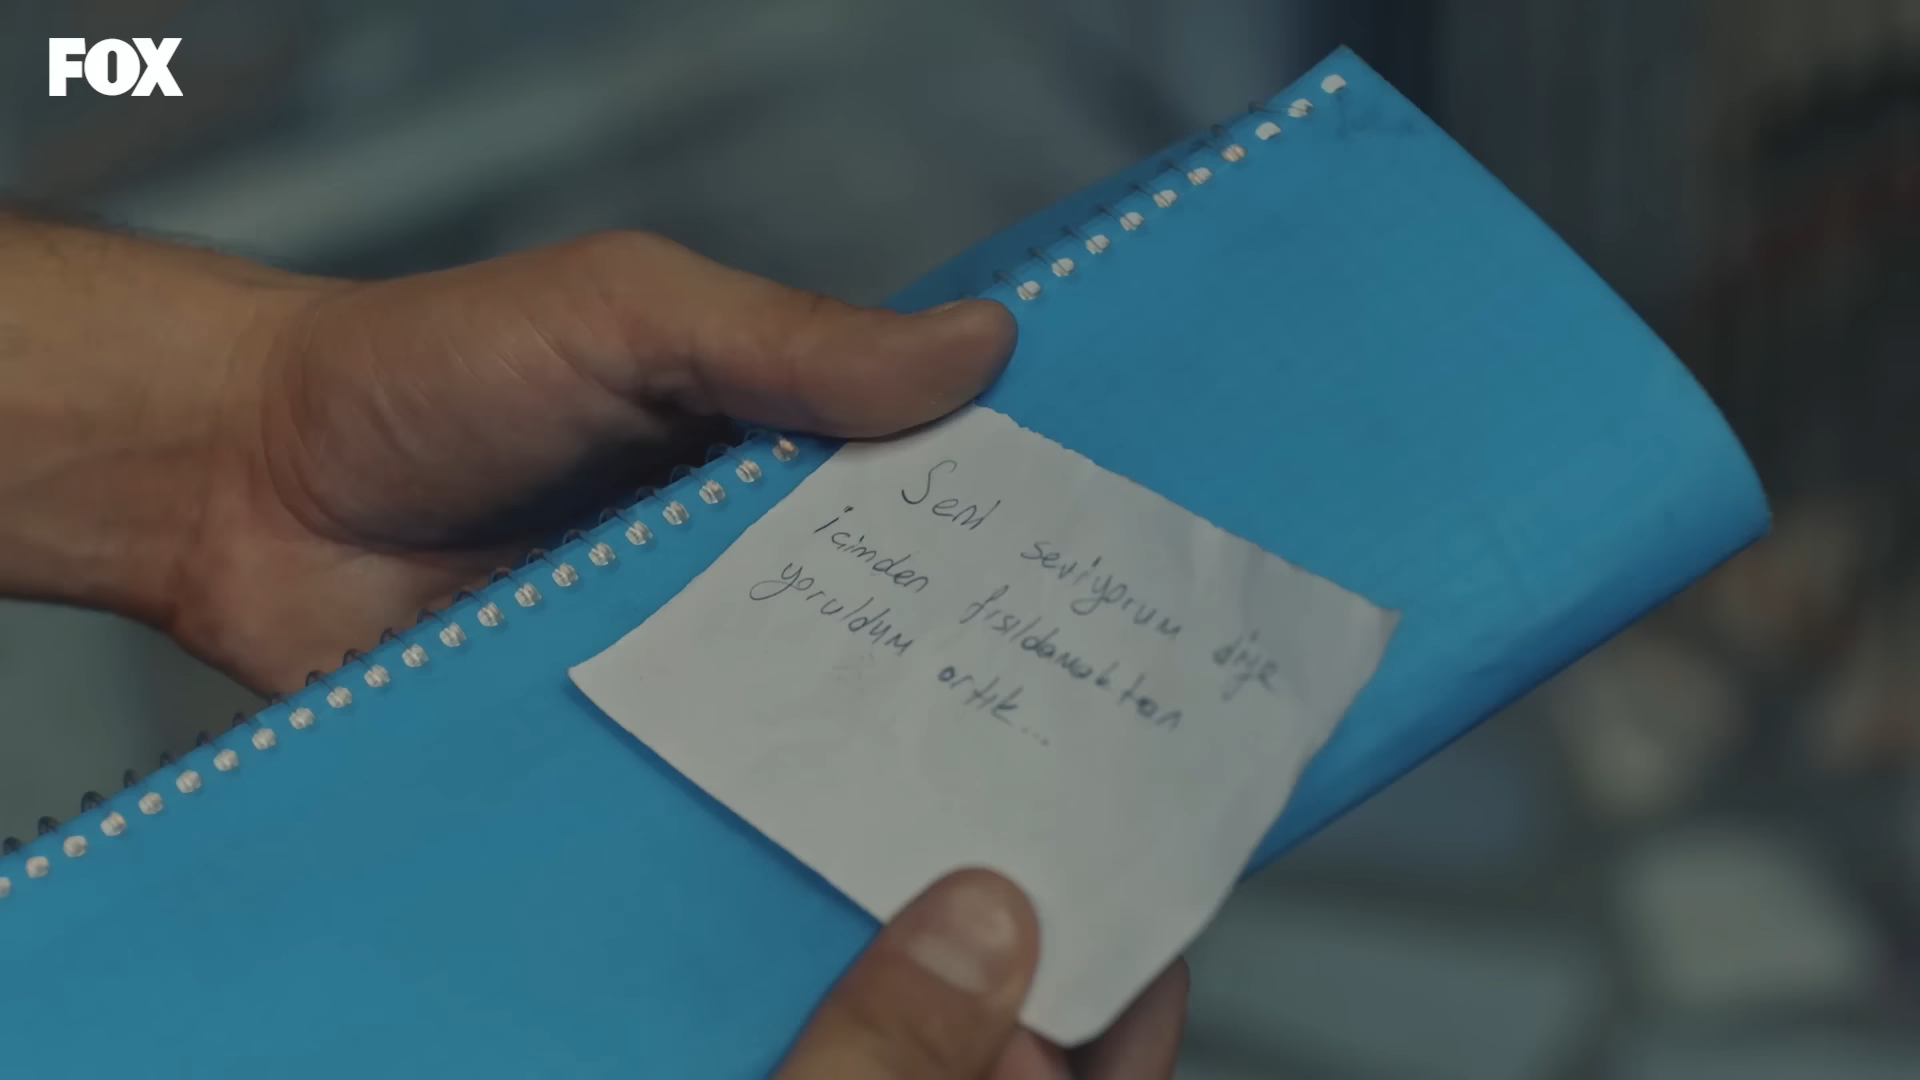 FOX
Seni seviyorum diye
içimden fısıldamaktan
yoruldum artık...